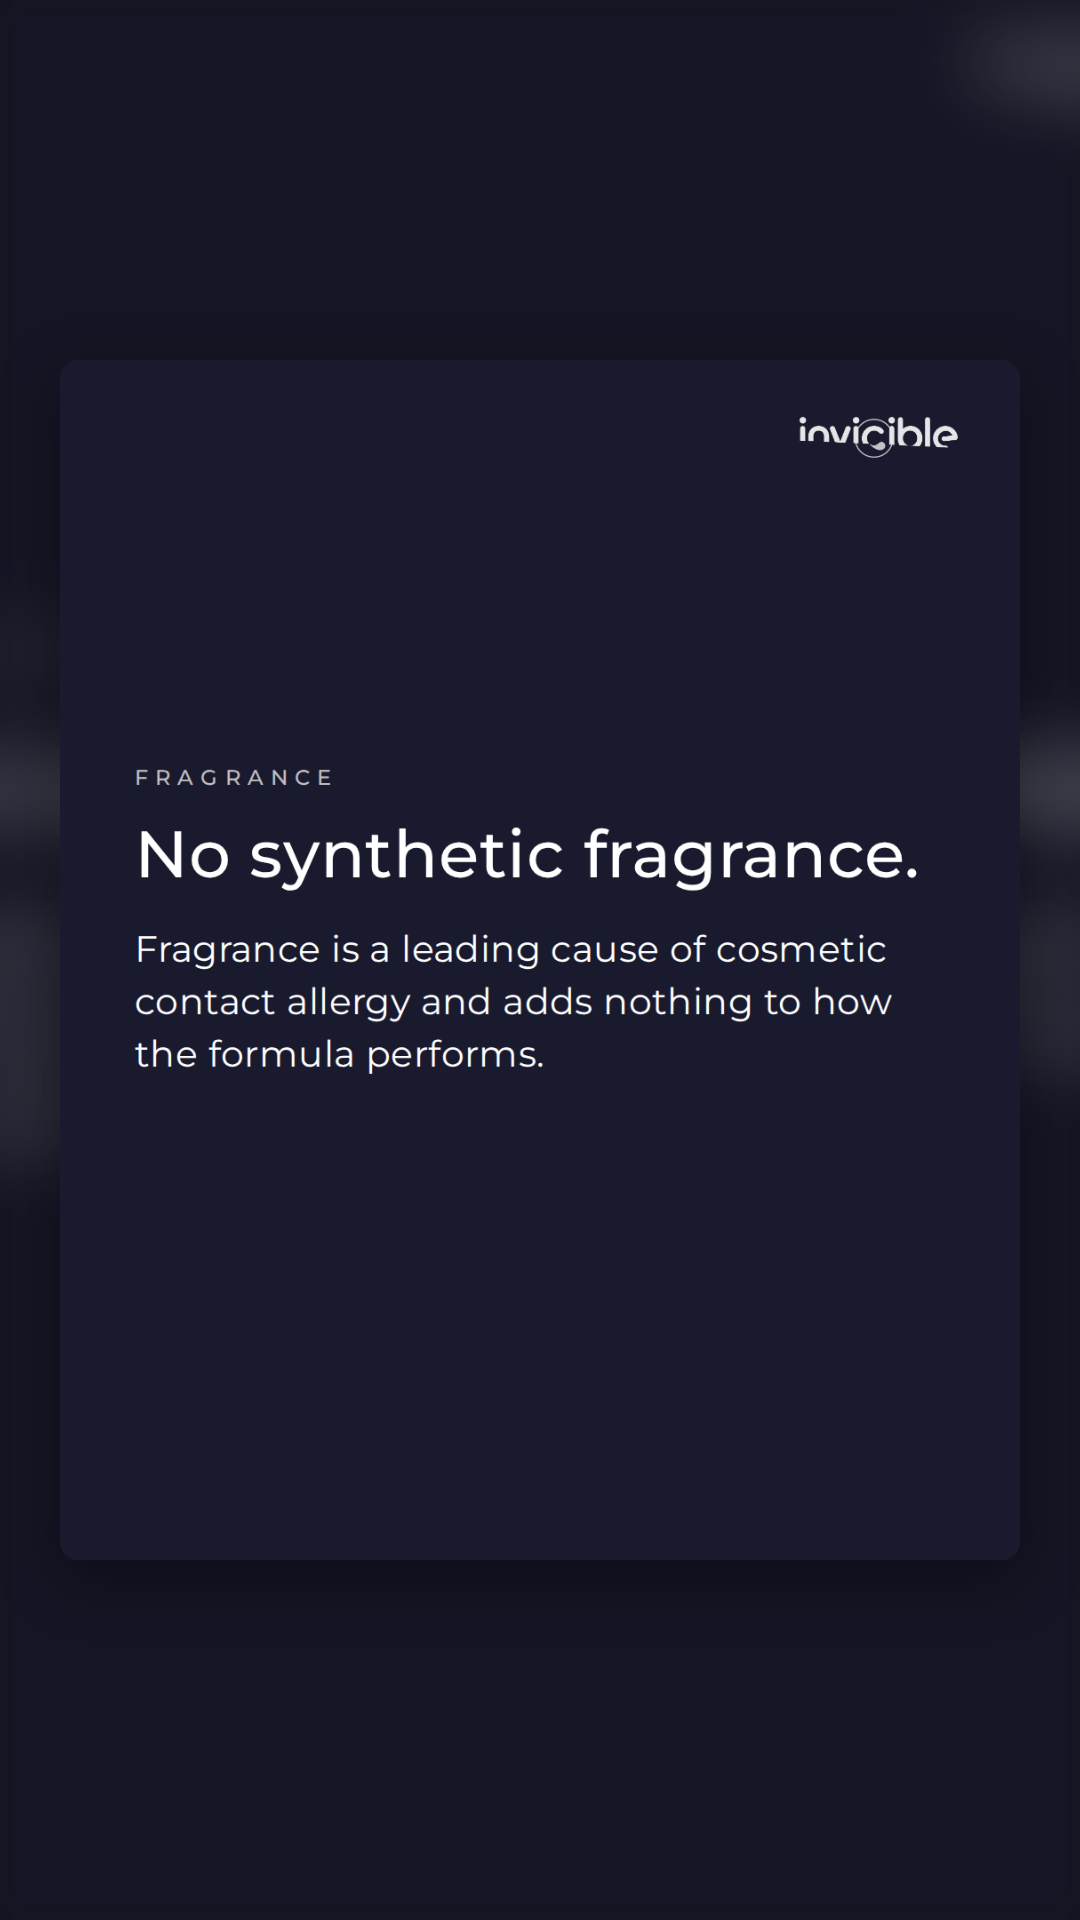 invicible
FRAGRANCE
No synthetic fragrance.
Fragrance is a leading cause of cosmetic
contact allergy and adds nothing to how
the formula performs.